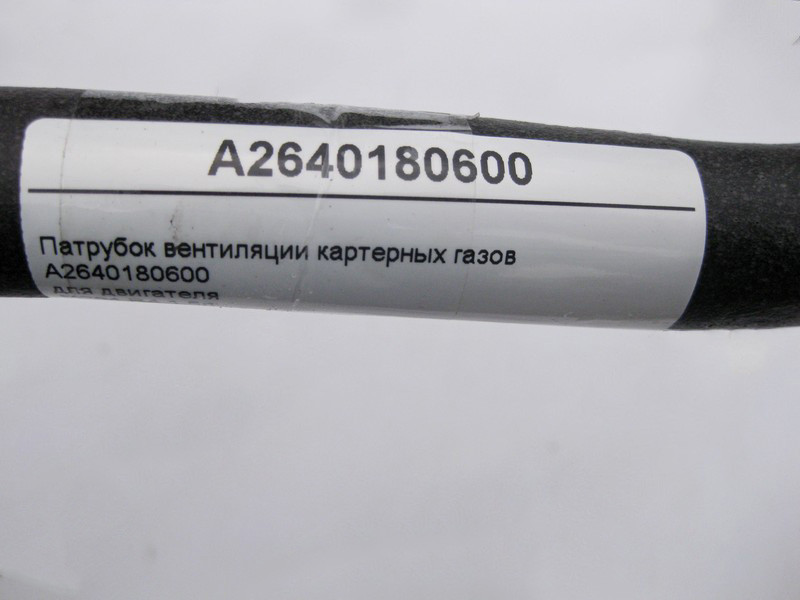 A2640180600
Патрубок вентиляции картерных газов
A2640180600
для двигателя